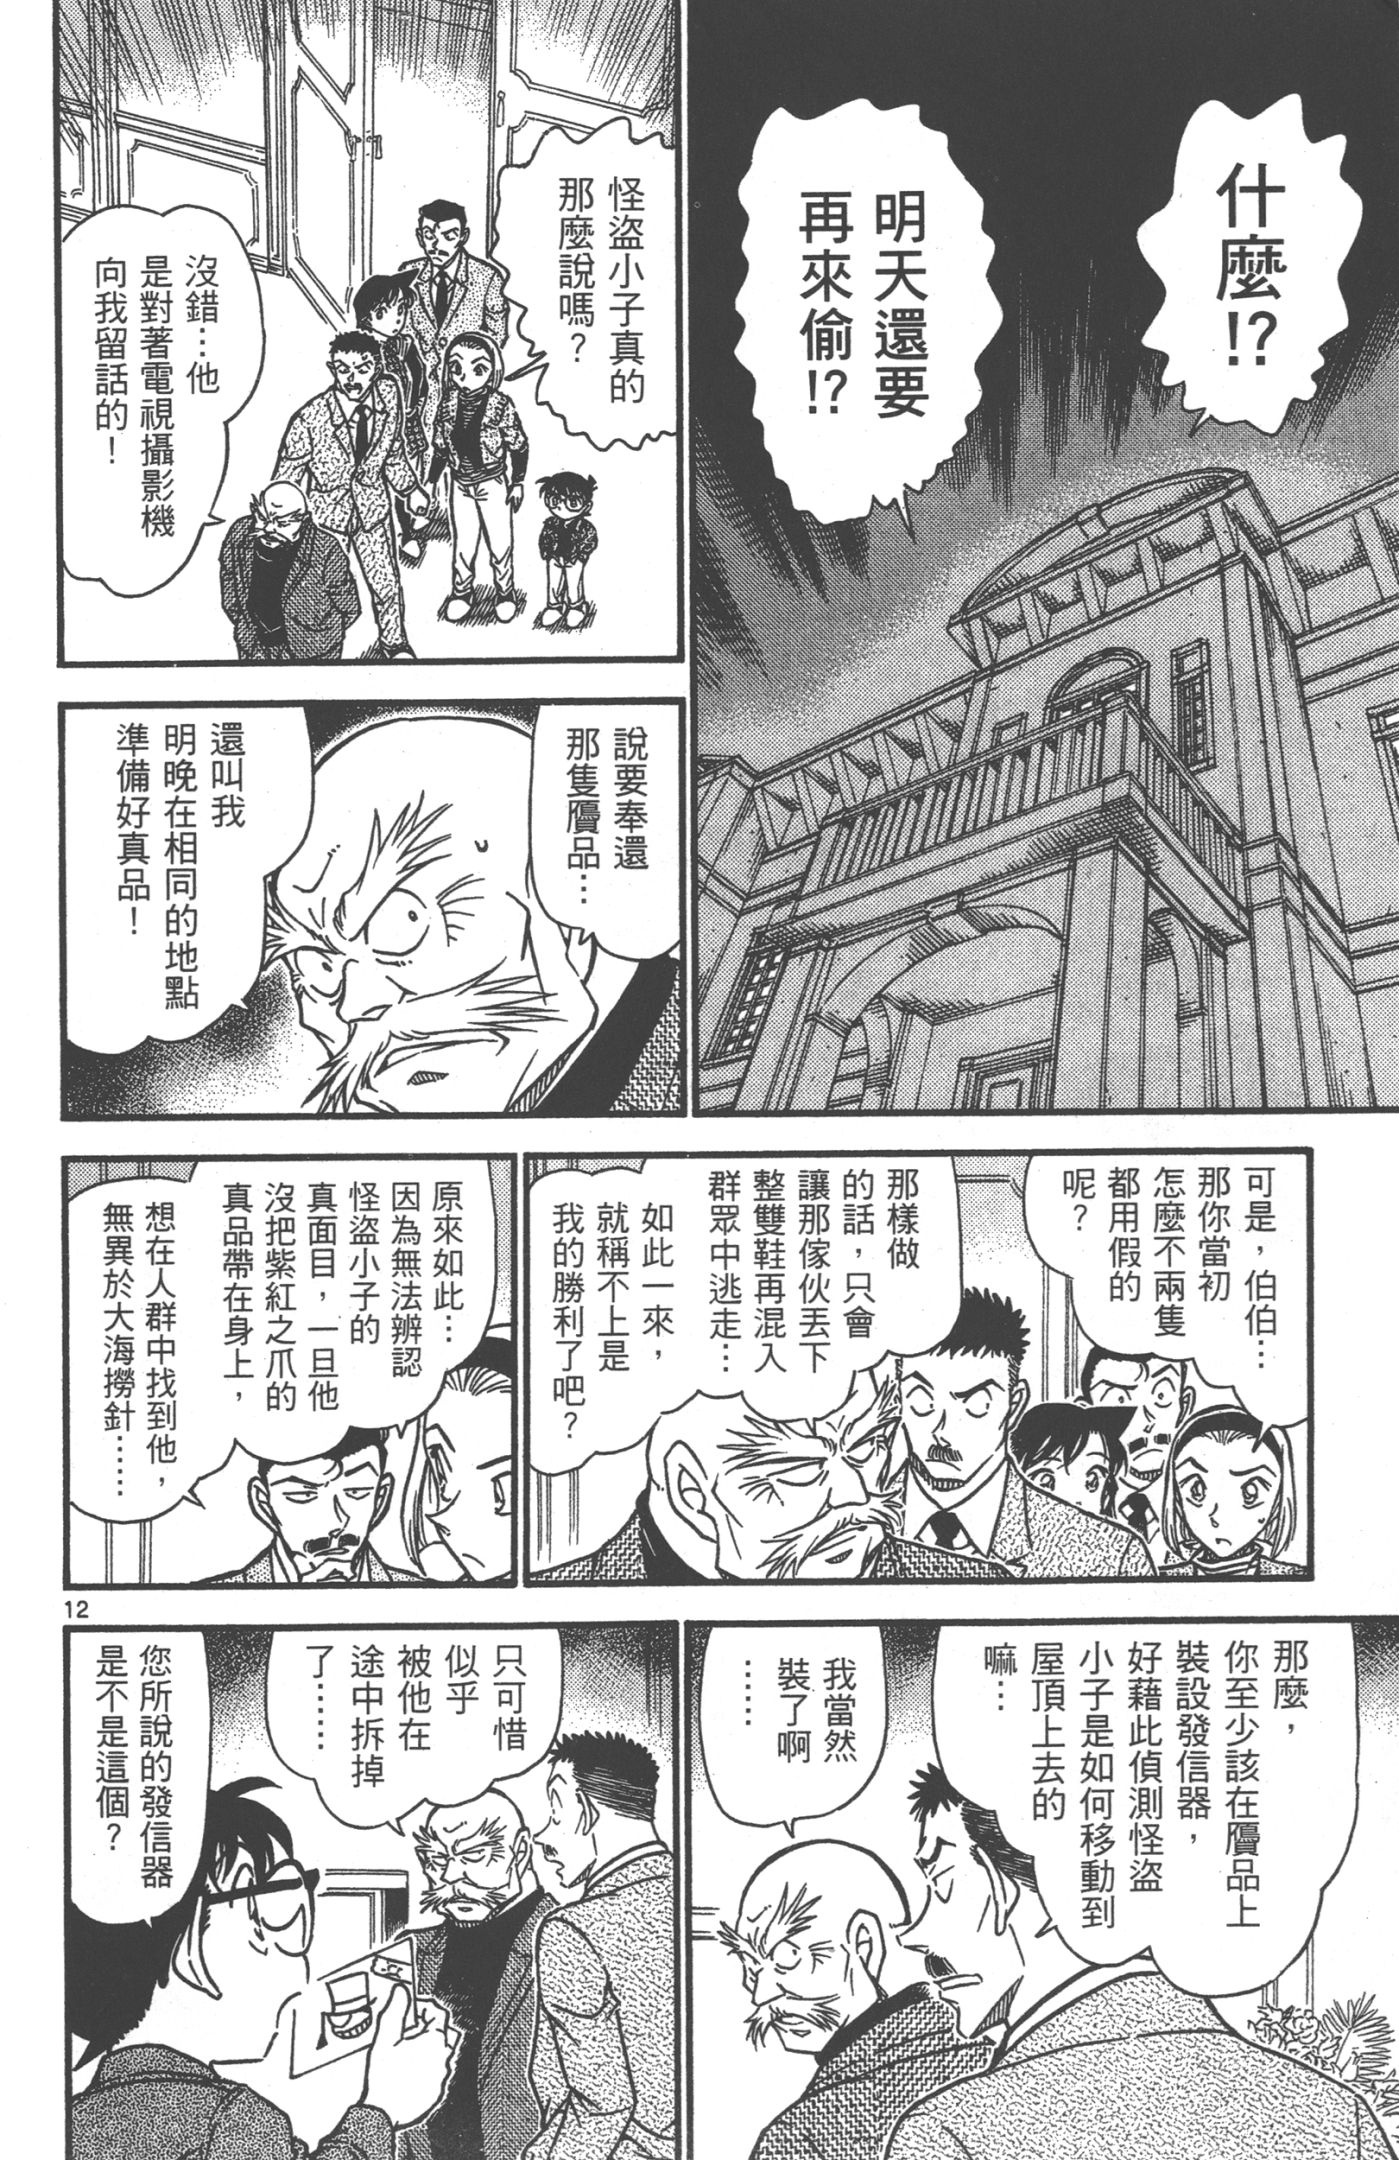 什麼!?
明天還要
再來偷!?
怪盜小子真的
那麼說嗎？
沒錯…他
是對著電視攝影機
向我留話的！
說要奉還
那隻贗品…
還叫我
明晚在相同的地點
準備好真品！
可是，伯伯…
那你當初
怎麼不兩隻
都用假的
呢？
那樣做
的話，只會
讓那傢伙丟下
整雙鞋再混入
群眾中逃走…
如此一來，
就稱不上是
我的勝利了吧？
原來如此…
因為無法辨認
怪盜小子的
真面目，一旦他
沒把紫紅之爪的
真品帶在身上，
想在人群中找到他，
無異於大海撈針……
12
那麼，
你至少該在贗品上
裝設發信器，
好藉此偵測怪盜
小子是如何移動到
屋頂上去的
嘛…
我當然
裝了啊
……
只可惜
似乎
被他在
途中拆掉
了……
您所說的發信器
是不是這個？